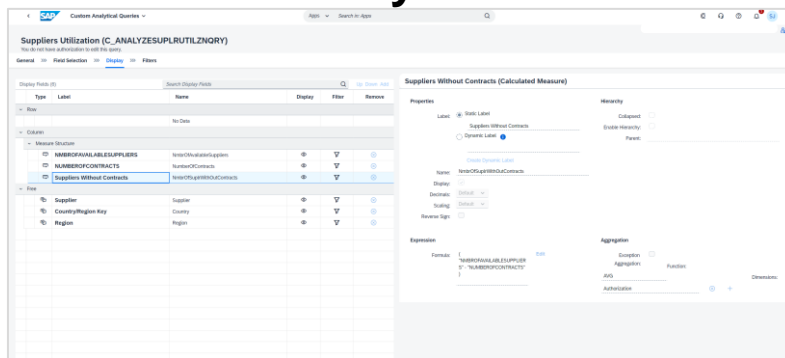 SAP Custom Analytical Queries
Apps Search In: Apps
SJ
Suppliers Utilization (C_ANALYZESUPLRUTILZNQRY)
You do not have authorization to edit this query.
General Field Selection Display Filters
Display Fields (6) Search Display Fields
Type Label Name Display Filter Remove
Row
No Data
Column
Measure Structure
NMBROFAVAILABLESUPPLIERS NmbrOfAvailableSuppliers
NUMBEROFCONTRACTS NumberOfContracts
Suppliers Without Contracts NmbrOfSuplrWithOutContracts
Free
Supplier Supplier
Country/Region Key Country
Region Region
Suppliers Without Contracts (Calculated Measure)
Properties
Label: Static Label
Suppliers Without Contracts
Dynamic Label
Create Dynamic Label
Name: NmbrOfSuplrWithOutContracts
Display:
Decimals: Default
Scaling: Default
Reverse Sign:
Hierarchy
Collapsed:
Enable Hierarchy:
Parent:
Expression
Formula: ( Edit
"NMBROFAVAILABLESUPPLIER
S" - "NUMBEROFCONTRACTS"
)
Aggregation
Exception
Aggregation: Function:
AVG Dimensions:
Authorization